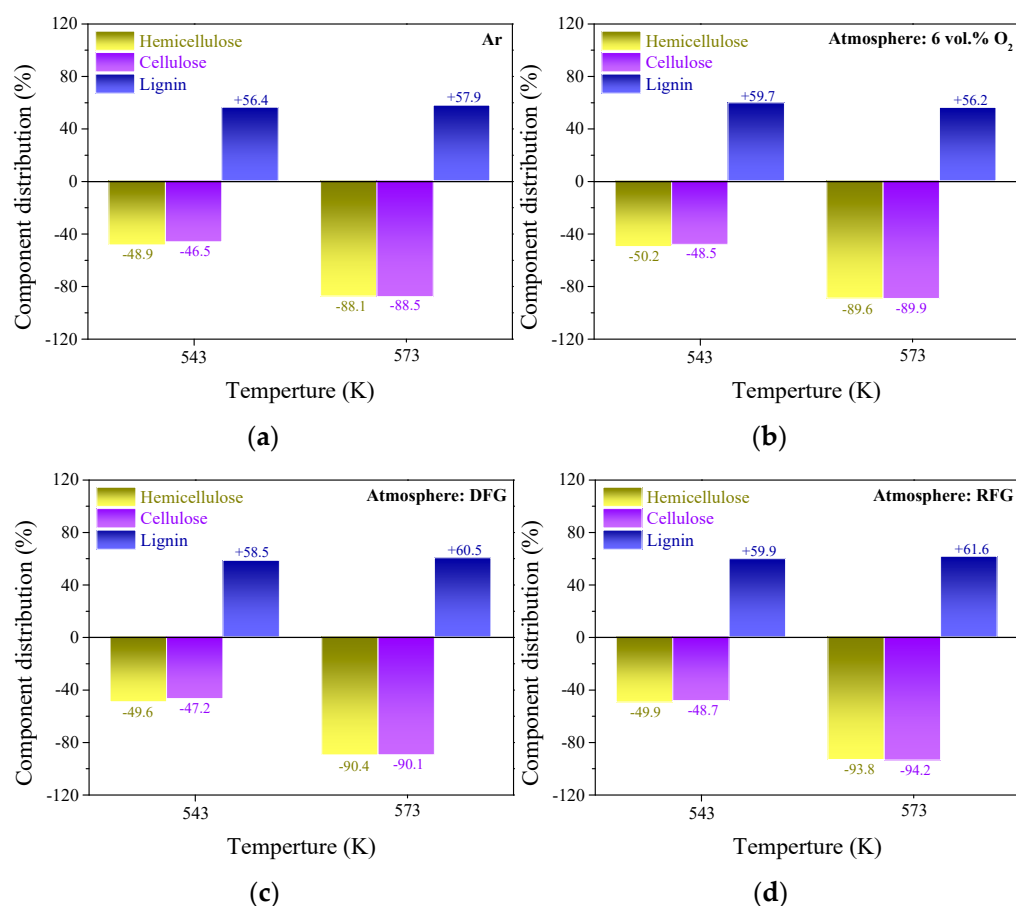 120
80
40
0
-40
-80
-120
Component distribution (%)
Hemicellulose
Cellulose
Lignin
Ar
+56.4
+57.9
-48.9
-46.5
-88.1
-88.5
543
573
Temperture (K)
(a)
120
80
40
0
-40
-80
-120
Component distribution (%)
Hemicellulose
Cellulose
Lignin
Atmosphere: 6 vol.% O2
+59.7
+56.2
-50.2
-48.5
-89.6
-89.9
543
573
Temperture (K)
(b)
120
80
40
0
-40
-80
-120
Component distribution (%)
Hemicellulose
Cellulose
Lignin
Atmosphere: DFG
+58.5
+60.5
-49.6
-47.2
-90.4
-90.1
543
573
Temperture (K)
(c)
120
80
40
0
-40
-80
-120
Component distribution (%)
Hemicellulose
Cellulose
Lignin
Atmosphere: RFG
+59.9
+61.6
-49.9
-48.7
-93.8
-94.2
543
573
Temperture (K)
(d)